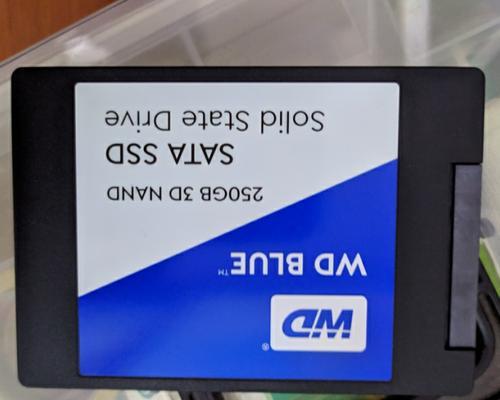 WD®
WD BLUE™
250GB 3D NAND
SATA SSD
Solid State Drive